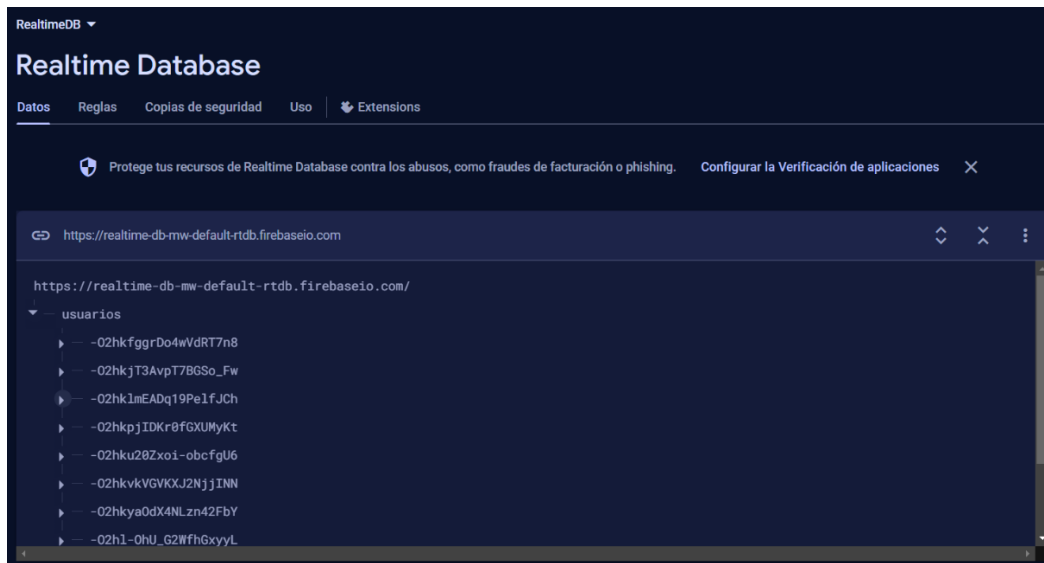 RealtimeDB
Realtime Database
Datos Reglas Copias de seguridad Uso Extensions
Protege tus recursos de Realtime Database contra los abusos, como fraudes de facturación o phishing. Configurar la Verificación de aplicaciones
https://realtime-db-mw-default-rtdb.firebaseio.com
https://realtime-db-mw-default-rtdb.firebaseio.com/
usuarios
-O2hkfggrDo4wVdRT7n8
-O2hkjT3AvpT7BGSo_Fw
-O2hklmEADq19PelfJCh
-O2hkpjIDKr0fGXUMyKt
-O2hku20Zxoi-obcfgU6
-O2hkvkVGVKXJ2NjjINN
-O2hkyaOdX4NLzn42FbY
-O2hl-OhU_G2WfhGxyyL